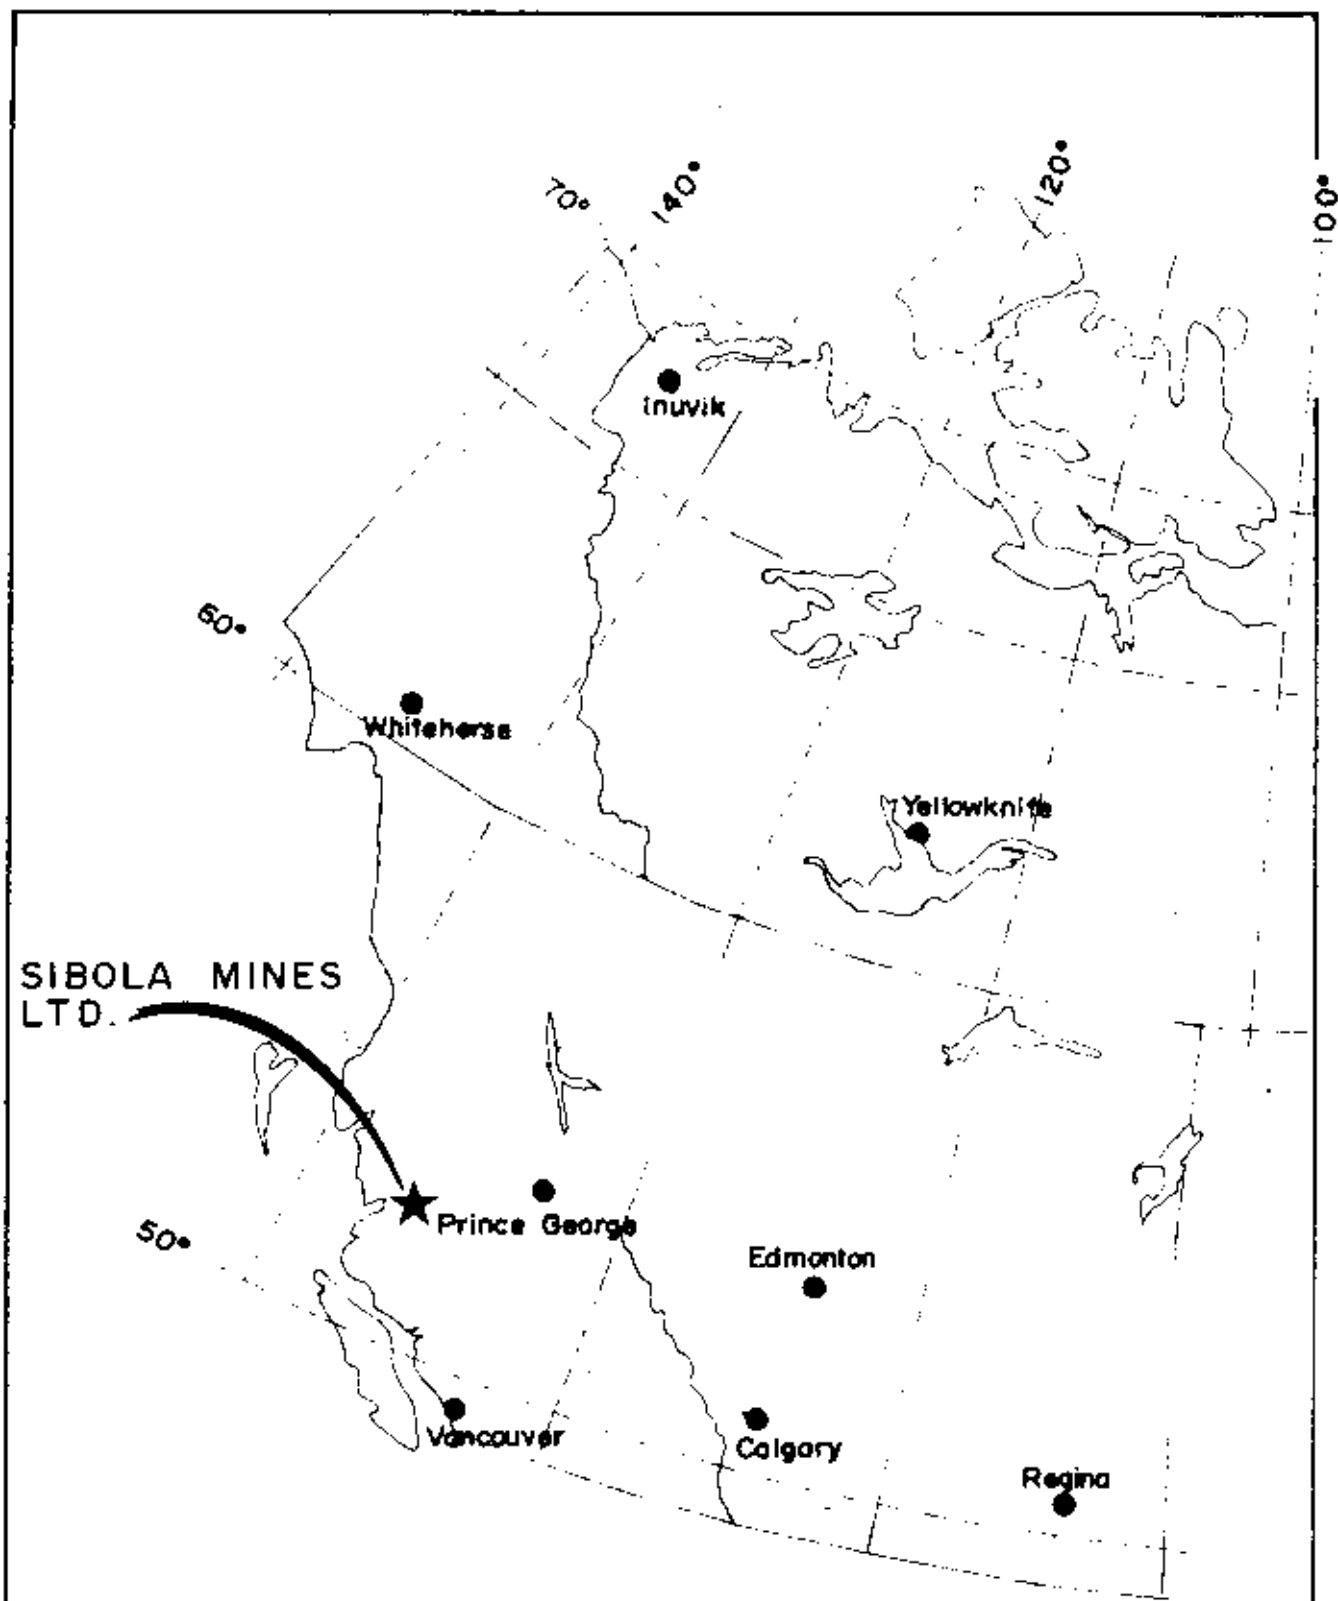 70°
140°
120°
100°
Inuvik
60°
Whitehorse
Yellowknife
SIBOLA MINES
LTD.
Prince George
50°
Edmonton
Vancouver
Calgary
Regina